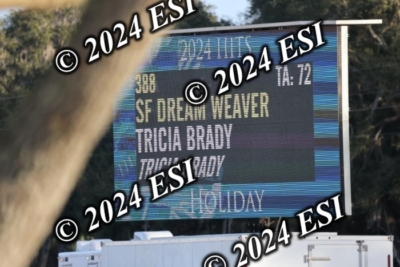 2024 HITS
388 TA: 72
SF DREAM WEAVER
TRICIA BRADY
TRICIA BRADY
HOLIDAY
© 2024 ESI
© 2024 ESI
© 2024 ESI
© 2024 ESI
© 2024 ESI